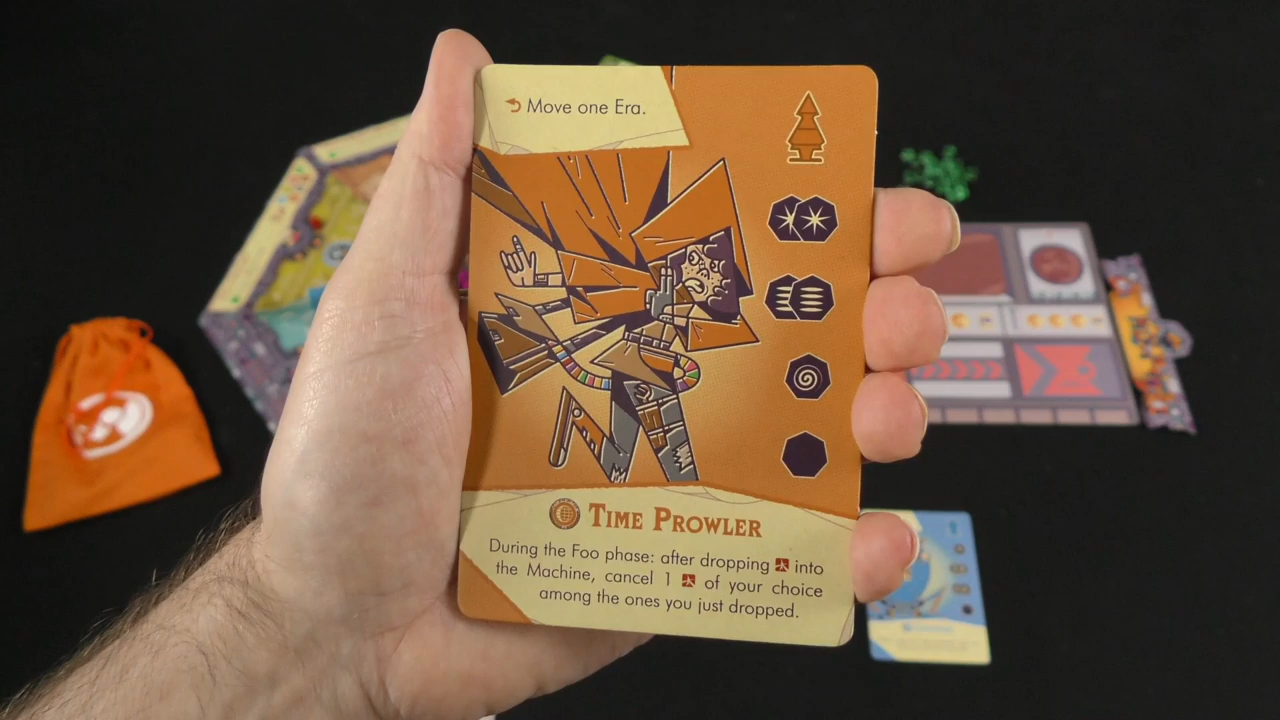 Move one Era.
TIME PROWLER
During the Foo phase: after dropping into
the Machine, cancel 1 of your choice
among the ones you just dropped.